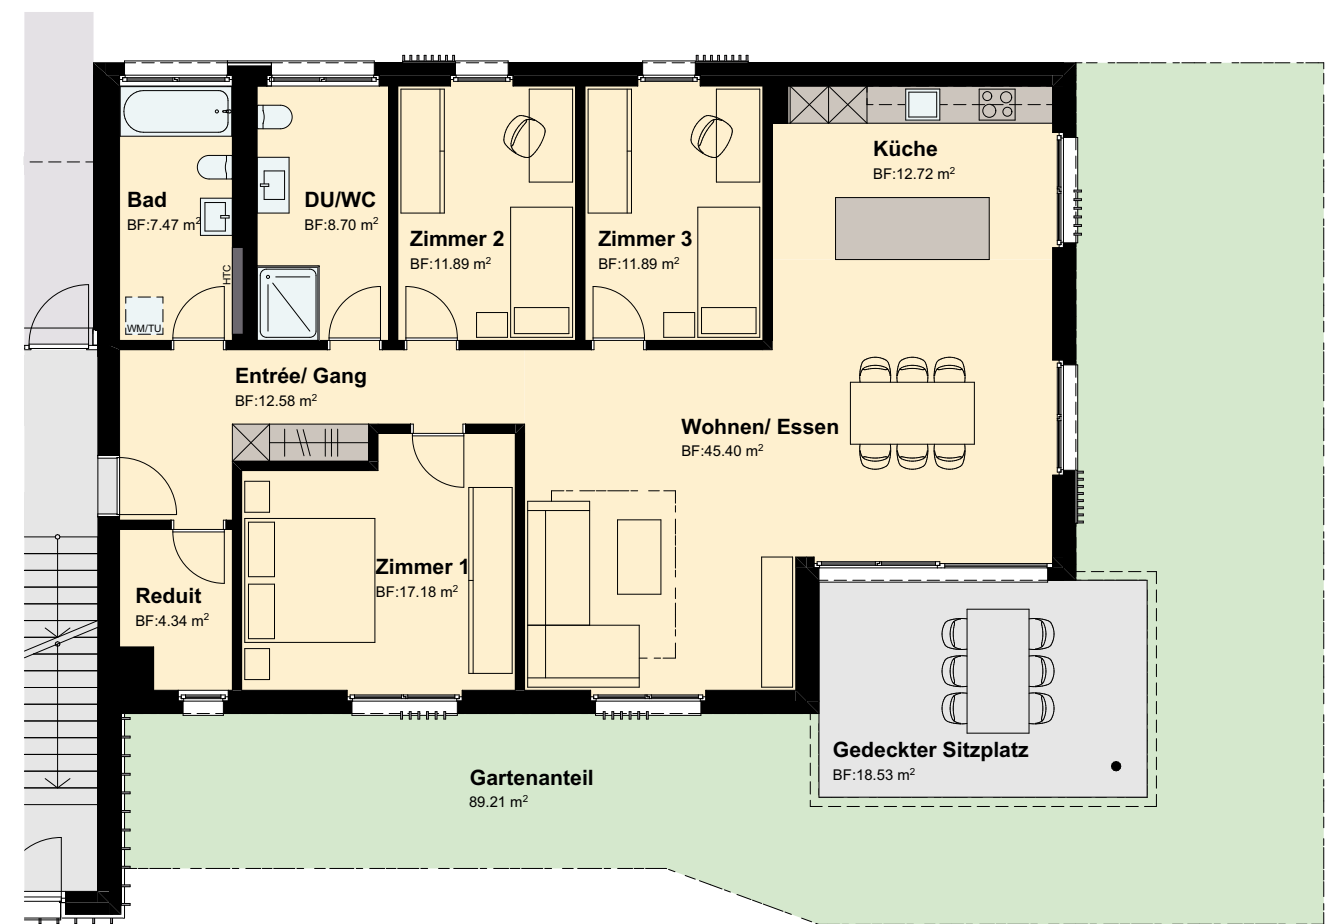 Küche
BF:12.72 m²
Bad
BF:7.47 m²
DU/WC
BF:8.70 m²
Zimmer 2
BF:11.89 m²
Zimmer 3
BF:11.89 m²
HTC
WM/TU
Entrée/ Gang
BF:12.58 m²
Wohnen/ Essen
BF:45.40 m²
Zimmer 1
BF:17.18 m²
Reduit
BF:4.34 m²
Gedeckter Sitzplatz
BF:18.53 m²
Gartenanteil
89.21 m²